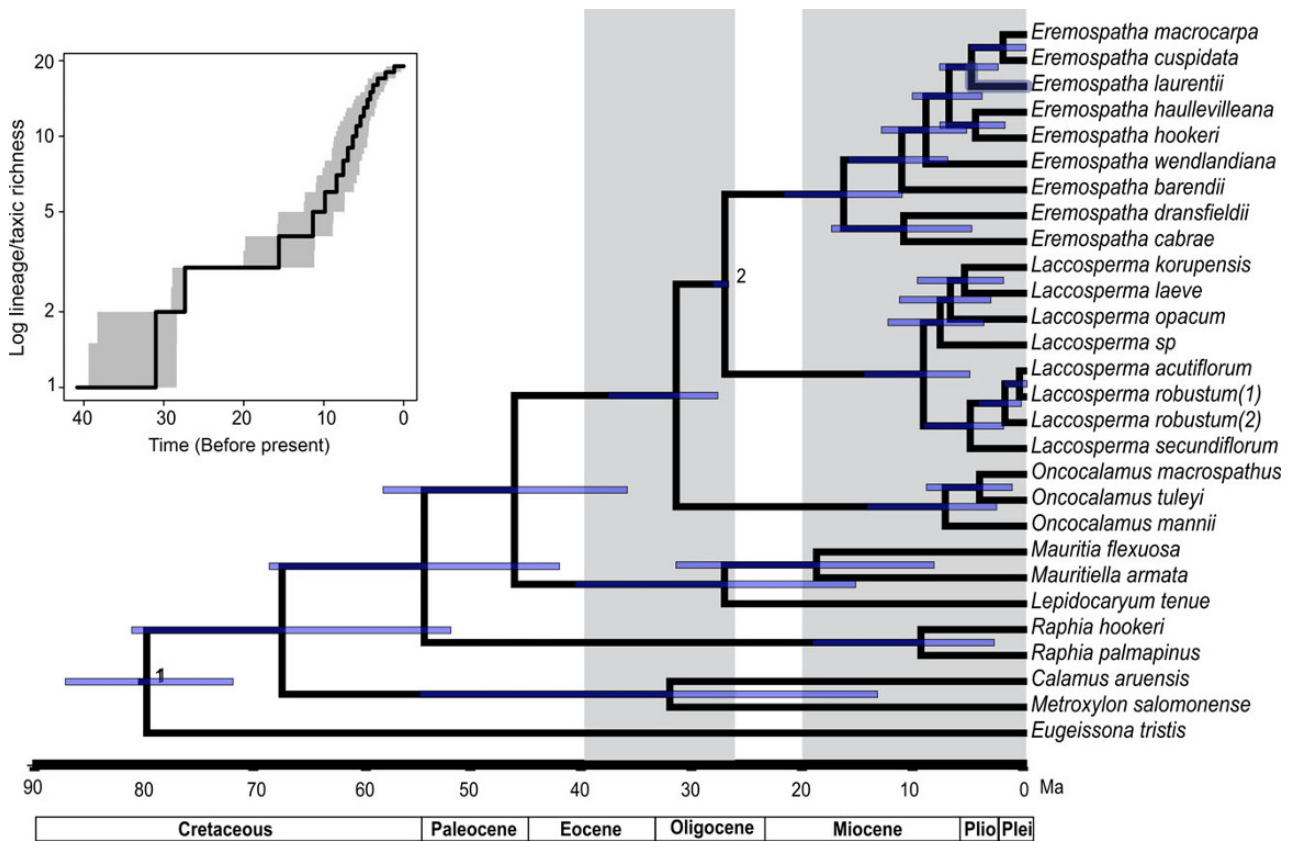 20
10
5
2
1
Log lineage/taxic richness
40 30 20 10 0
Time (Before present)
Eremospatha macrocarpa
Eremospatha cuspidata
Eremospatha laurentii
Eremospatha haullevilleana
Eremospatha hookeri
Eremospatha wendlandiana
Eremospatha barendii
Eremospatha dransfieldii
Eremospatha cabrae
Laccosperma korupensis
2
Laccosperma laeve
Laccosperma opacum
Laccosperma sp
Laccosperma acutiflorum
Laccosperma robustum(1)
Laccosperma robustum(2)
Laccosperma secundiflorum
Oncocalamus macrospathus
Oncocalamus tuleyi
Oncocalamus mannii
Mauritia flexuosa
Mauritiella armata
Lepidocaryum tenue
Raphia hookeri
Raphia palmapinus
1
Calamus aruensis
Metroxylon salomonense
Eugeissona tristis
90 80 70 60 50 40 30 20 10 0 Ma
Cretaceous Paleocene Eocene Oligocene Miocene Plio Plei